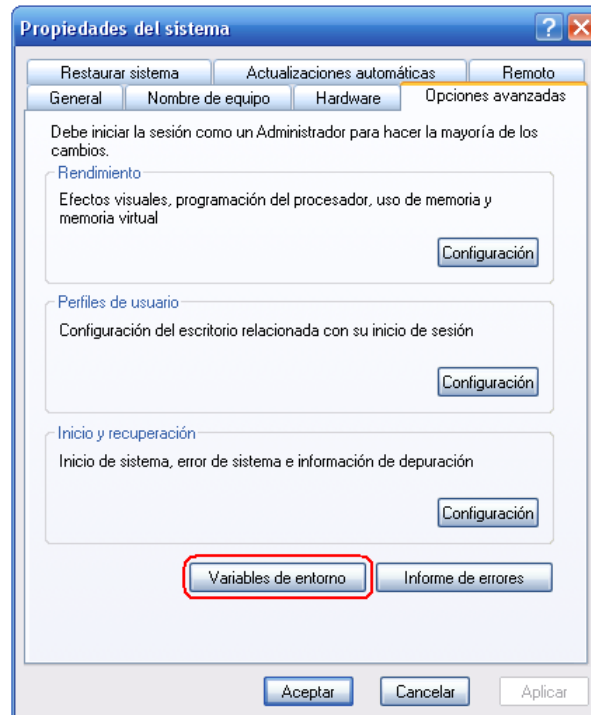 Propiedades del sistema
Restaurar sistema Actualizaciones automáticas Remoto
General Nombre de equipo Hardware Opciones avanzadas
Debe iniciar la sesión como un Administrador para hacer la mayoría de los
cambios.
Rendimiento
Efectos visuales, programación del procesador, uso de memoria y
memoria virtual
Configuración
Perfiles de usuario
Configuración del escritorio relacionada con su inicio de sesión
Configuración
Inicio y recuperación
Inicio de sistema, error de sistema e información de depuración
Configuración
Variables de entorno Informe de errores
Aceptar Cancelar Aplicar